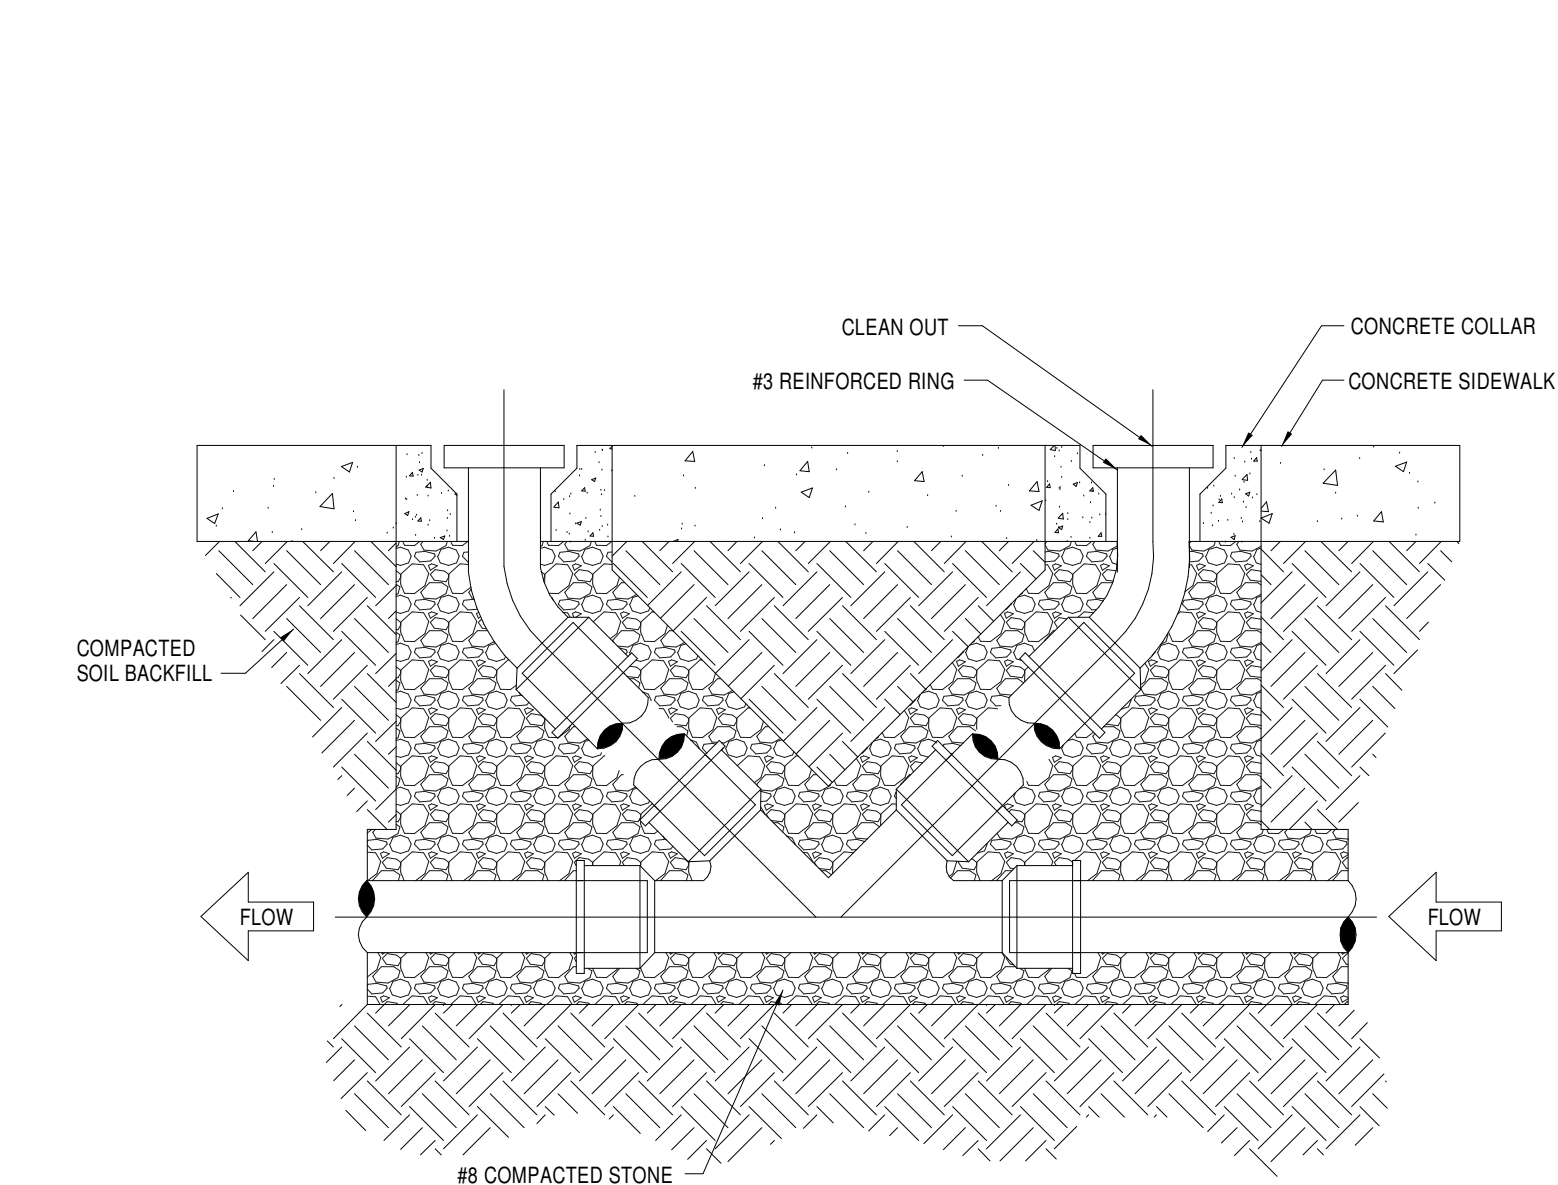 CLEAN OUT
CONCRETE COLLAR
#3 REINFORCED RING
CONCRETE SIDEWALK
COMPACTED
SOIL BACKFILL
FLOW
FLOW
#8 COMPACTED STONE